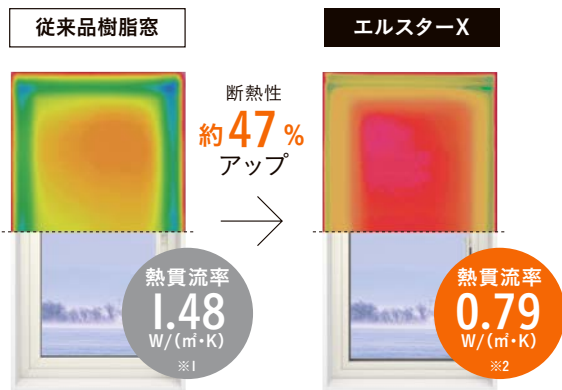 従来品樹脂窓
エルスターX
断熱性
約47%
アップ
熱貫流率
1.48
W/(㎡・K)
※1
熱貫流率
0.79
W/(㎡・K)
※2